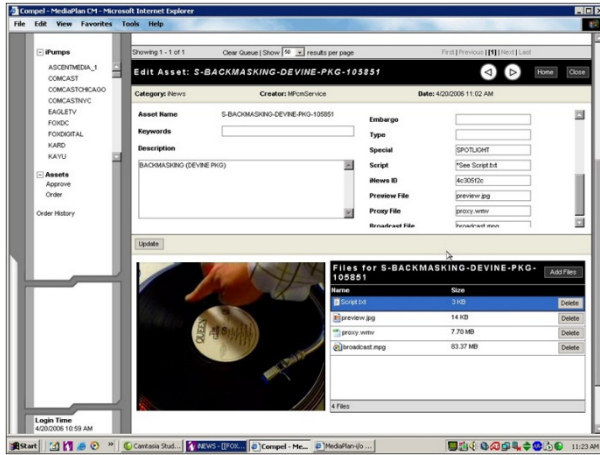 Compel - MediaPlan CM - Microsoft Internet Explorer
File Edit View Favorites Tools Help
iPumps
ASCENTMEDIA_1
COMCAST
COMCASTCHICAGO
COMCASTNYC
EAGLETV
FOXDC
FOXDIGITAL
KARD
KAYU
Assets
Approve
Order
Order History
Login Time
4/20/2006 10:59 AM
Showing 1 - 1 of 1 Clear Queue | Show 50 results per page First | Previous | [1] | Next | Last
Edit Asset: S-BACKMASKING-DEVINE-PKG-105851 Home Close
Category: News Creator: MPcmService Date: 4/20/2006 11:02 AM
Asset Name S-BACKMASKING-DEVINE-PKG-105851
Keywords
Description
BACKMASKING (DEVINE PKG)
Embargo
Type
Special SPOTLIGHT
Script *See Script.txt
iNews ID 4c305f2c
Preview File preview.jpg
Proxy File proxy.wmv
Broadcast File broadcast.mpg
Update
QUEEN
Files for S-BACKMASKING-DEVINE-PKG-
105851 Add Files
Name Size
Script.txt 3 KB Delete
preview.jpg 14 KB Delete
proxy.wmv 7.70 MB Delete
broadcast.mpg 83.37 MB Delete
4 Files
Start Camtasia Stud... iNEWS - [[FOX... Compel - Me... MediaPlan-i/o ... 11:23 AM